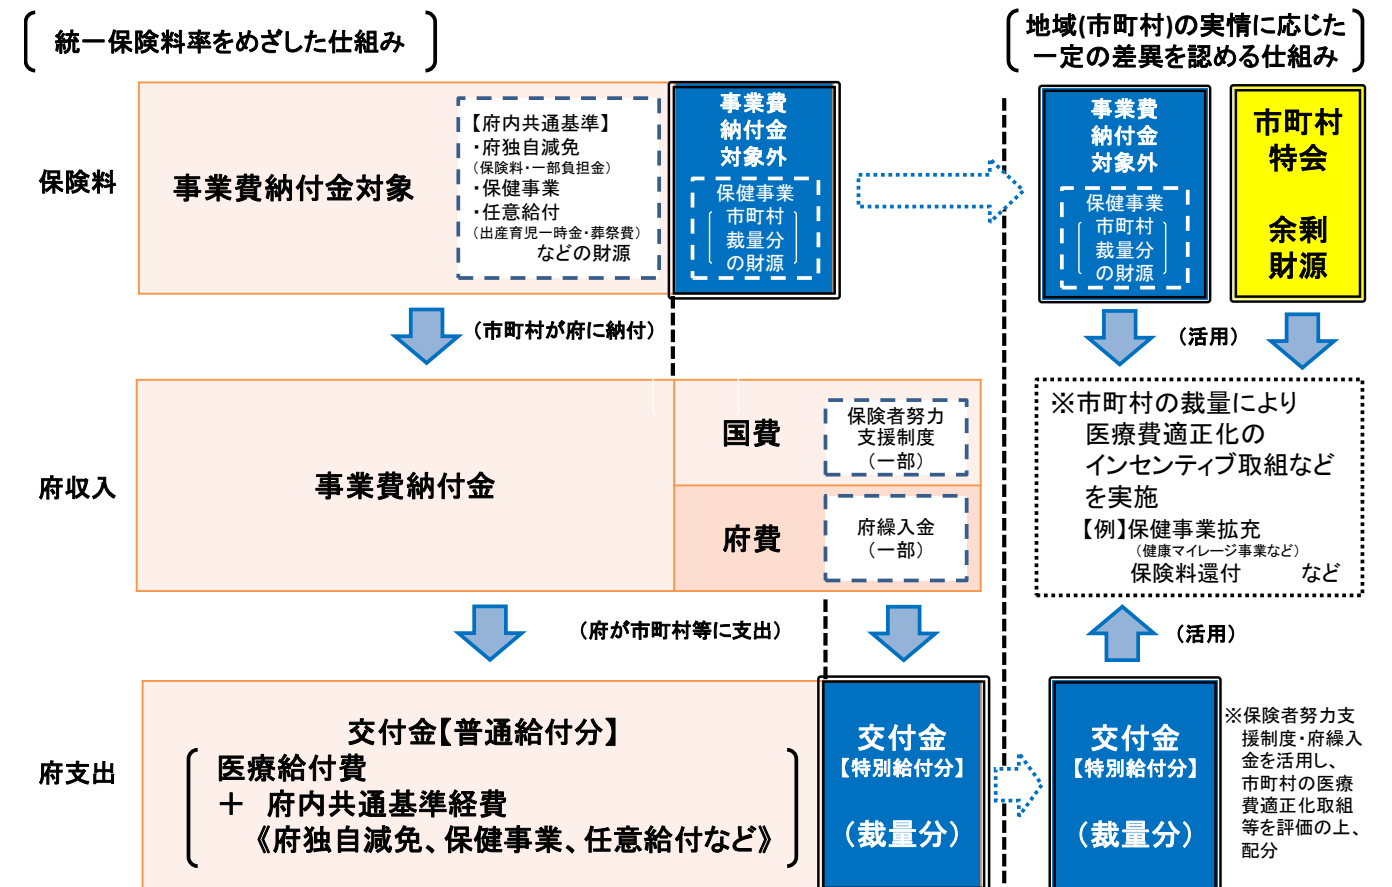 統一保険料率をめざした仕組み
地域(市町村)の実情に応じた
一定の差異を認める仕組み
保険料
事業費納付金対象
【府内共通基準】
・府独自減免
(保険料・一部負担金)
・保健事業
・任意給付
(出産育児一時金・葬祭費)
などの財源
事業費
納付金
対象外
保健事業
市町村
裁量分
の財源
事業費
納付金
対象外
保健事業
市町村
裁量分
の財源
市町村
特会
余剰
財源
(市町村が府に納付)
(活用)
府収入
事業費納付金
国費
保険者努力
支援制度
(一部)
府費
府繰入金
(一部)
※市町村の裁量により
医療費適正化の
インセンティブ取組など
を実施
【例】保健事業拡充
(健康マイレージ事業など)
保険料還付 など
(府が市町村等に支出)
(活用)
府支出
交付金【普通給付分】
医療給付費
＋ 府内共通基準経費
《府独自減免、保健事業、任意給付など》
交付金
【特別給付分】
(裁量分)
交付金
【特別給付分】
(裁量分)
※保険者努力支
援制度・府繰入
金を活用し、
市町村の医療
費適正化取組
等を評価の上、
配分